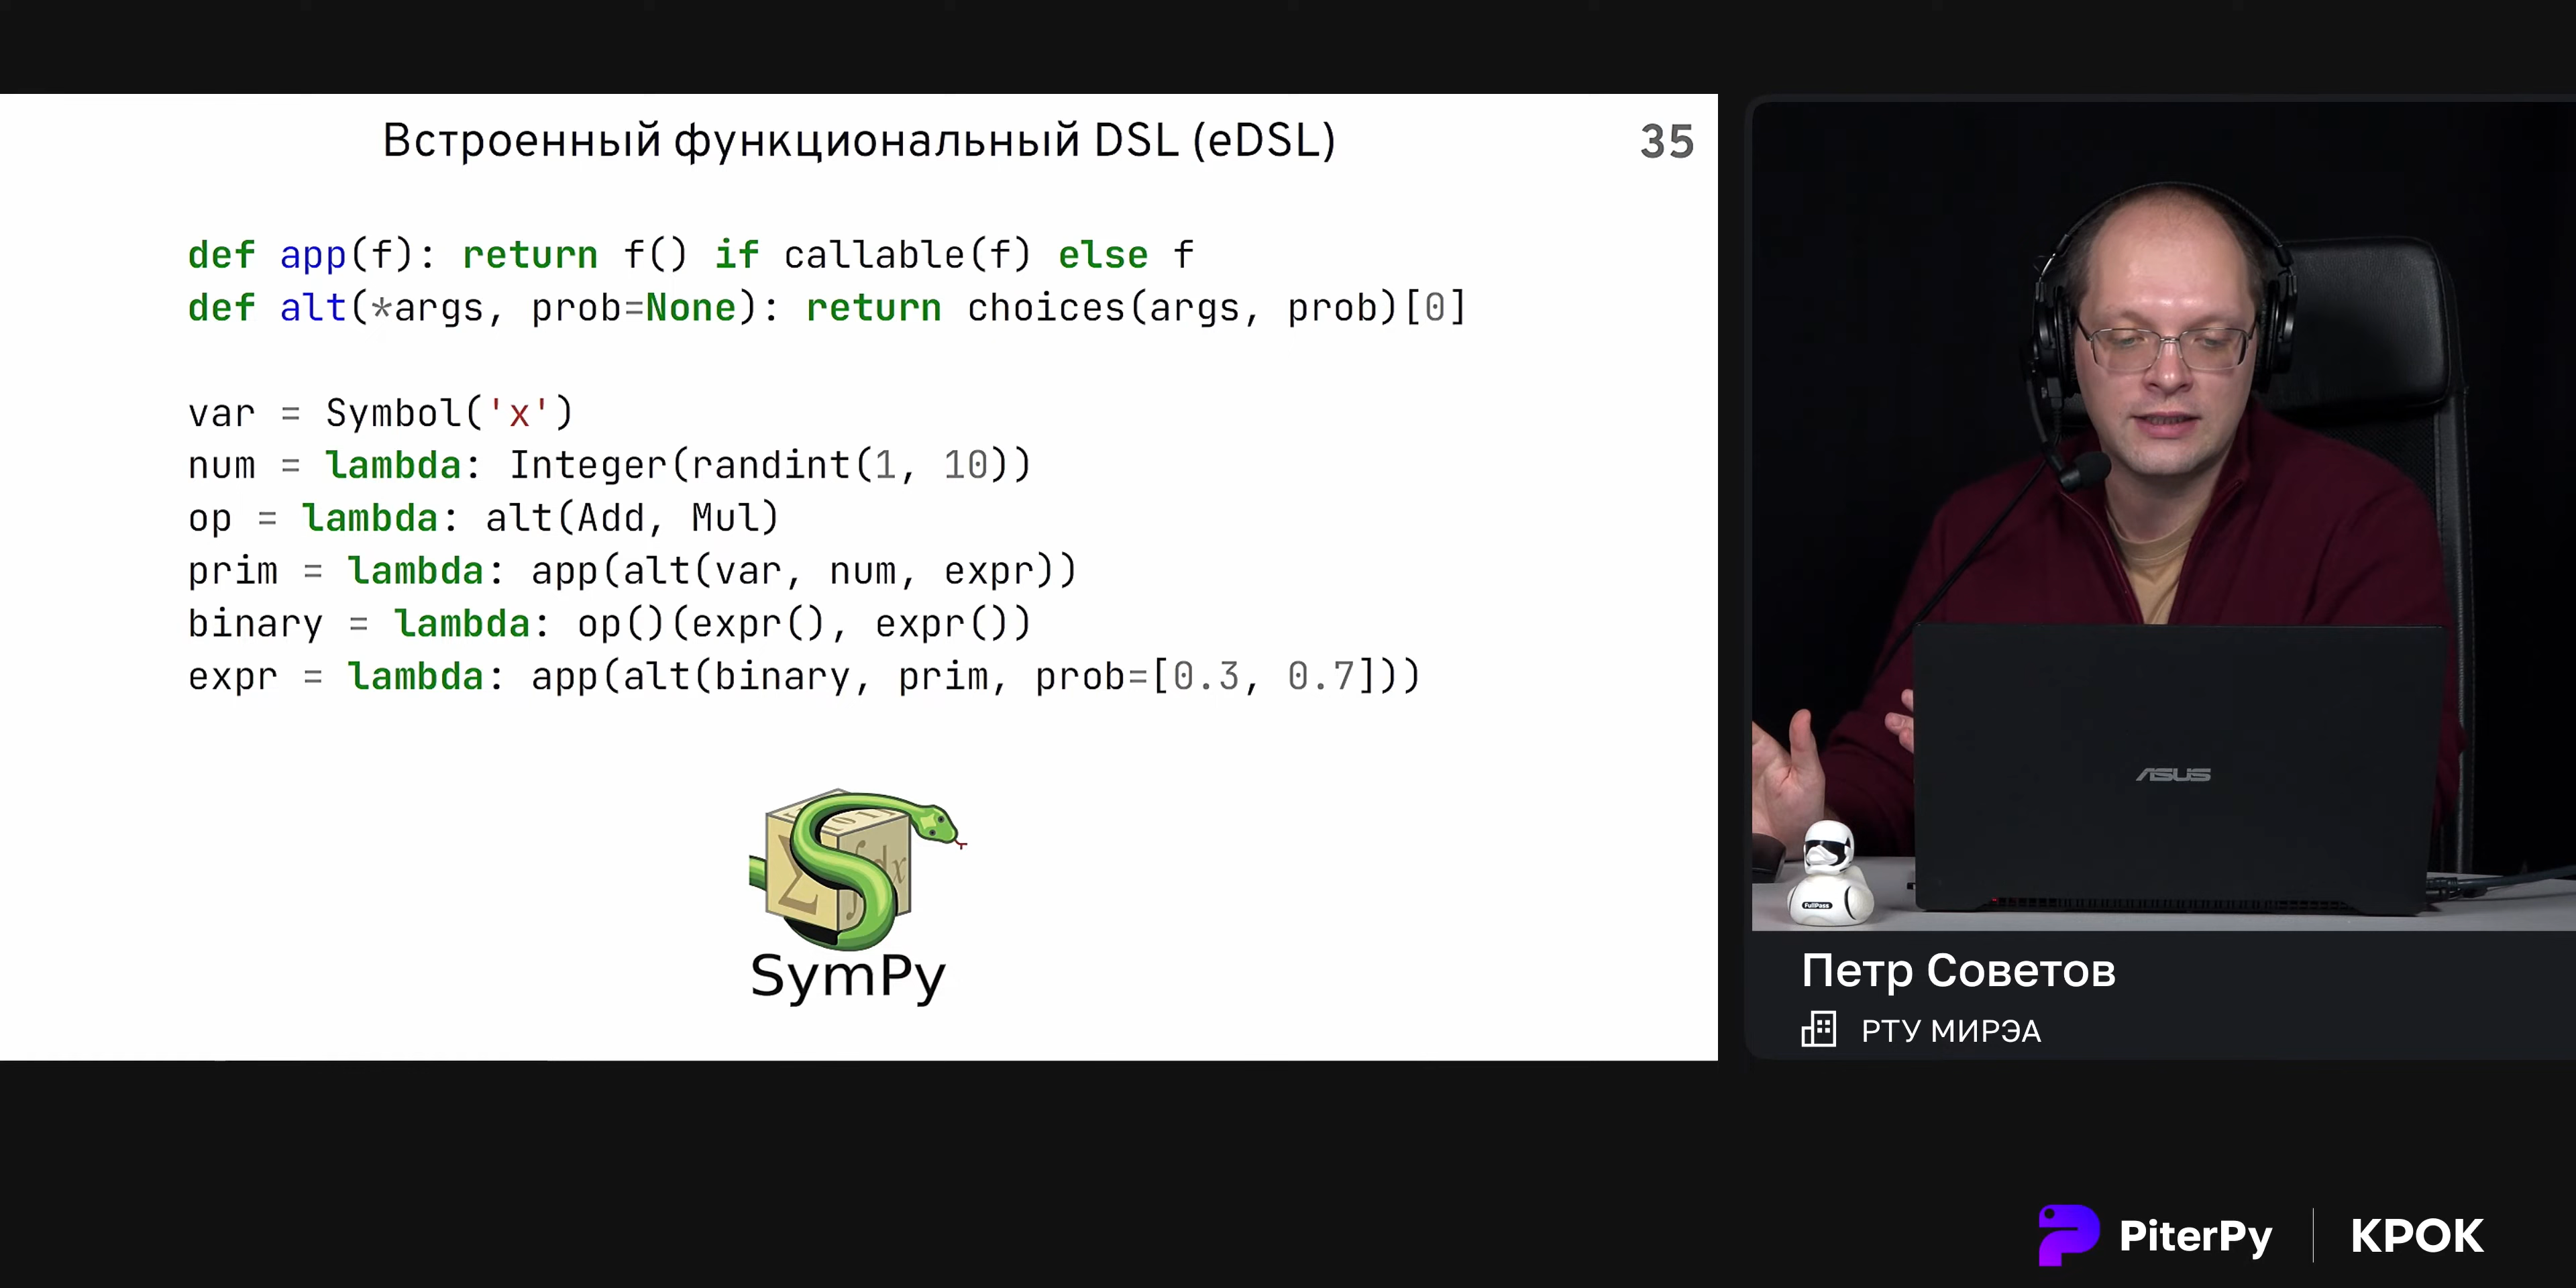 Встроенный функциональный DSL (eDSL)
35
def app(f): return f() if callable(f) else f
def alt(*args, prob=None): return choices(args, prob)[0]
var = Symbol('x')
num = lambda: Integer(randint(1, 10))
op = lambda: alt(Add, Mul)
prim = lambda: app(alt(var, num, expr))
binary = lambda: op()(expr(), expr())
expr = lambda: app(alt(binary, prim, prob=[0.3, 0.7]))
SymPy
ASUS
FullPass
Петр Советов
РТУ МИРЭА
PiterPy
КРОК